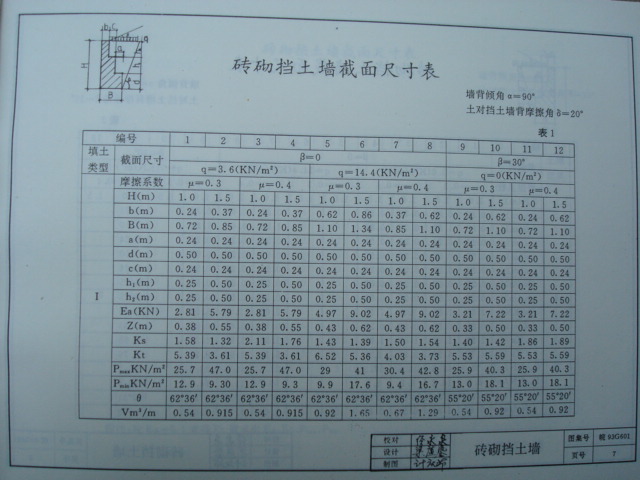 砖砌挡土墙截面尺寸表
墙背倾角α=90°
土对挡土墙背摩擦角δ=20°
表1
填土类型 编号 1 2 3 4 5 6 7 8 9 10 11 12
截面尺寸 β=0 β=30°
q=3.6(KN/m²) q=14.4(KN/m²) q=0(KN/m²)
摩擦系数 μ=0.3 μ=0.4 μ=0.3 μ=0.4 μ=0.3 μ=0.4
I
H(m) 1.0 1.5 1.0 1.5 1.0 1.5 1.0 1.5 1.0 1.5 1.0 1.5
b(m) 0.24 0.37 0.24 0.37 0.62 0.86 0.37 0.62 0.24 0.62 0.24 0.62
B(m) 0.72 0.85 0.72 0.85 1.10 1.34 0.85 1.10 0.72 1.10 0.72 1.10
a(m) 0.24 0.24 0.24 0.24 0.24 0.24 0.24 0.24 0.24 0.24 0.24 0.24
d(m) 0.50 0.50 0.50 0.50 0.50 0.50 0.50 0.50 0.50 0.50 0.50 0.50
c(m) 0.24 0.24 0.24 0.24 0.24 0.24 0.24 0.24 0.24 0.24 0.24 0.24
h₁(m) 0.25 0.50 0.25 0.50 0.25 0.50 0.25 0.50 0.25 0.50 0.25 0.50
h₂(m) 0.25 0.50 0.25 0.50 0.25 0.50 0.25 0.50 0.25 0.50 0.25 0.50
Ea(KN) 2.81 5.79 2.81 5.79 4.97 9.02 4.97 9.02 3.21 7.22 3.21 7.22
Z(m) 0.38 0.55 0.38 0.55 0.43 0.62 0.43 0.62 0.33 0.50 0.33 0.50
Ks 1.58 1.32 2.11 1.76 1.43 1.39 1.50 1.54 1.40 1.42 1.86 1.89
Kt 5.39 3.61 5.39 3.61 6.52 5.36 4.03 3.73 5.53 5.59 5.53 5.59
PmaxKN/m² 25.7 47.0 25.7 47.0 29 41 30.4 42.8 25.9 40.3 25.9 40.3
PminKN/m² 12.9 9.30 12.9 9.3 9.9 17.6 9.4 16.7 13.0 18.1 13.0 18.1
θ 62°36′ 62°36′ 62°36′ 62°36′ 62°36′ 62°36′ 62°36′ 62°36′ 55°20′ 55°20′ 55°20′ 55°20′
Vm³/m 0.54 0.915 0.54 0.915 0.92 1.65 0.67 1.29 0.54 0.92 0.54 0.92
校对
设计
制图
砖砌挡土墙
图集号 93G601
页号 7